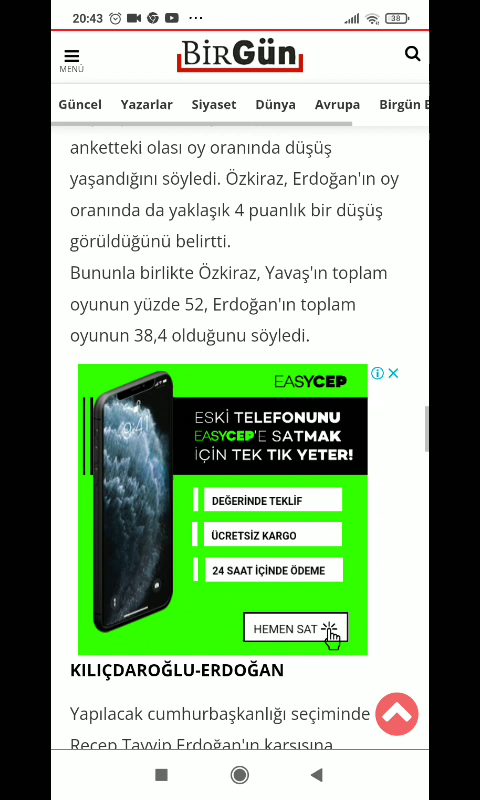 20:43
38
MENÜ
BİRGÜN
Güncel Yazarlar Siyaset Dünya Avrupa Birgün E
anketteki olası oy oranında düşüş
yaşandığını söyledi. Özkiraz, Erdoğan'ın oy
oranında da yaklaşık 4 puanlık bir düşüş
görüldüğünü belirtti.
Bununla birlikte Özkiraz, Yavaş'ın toplam
oyunun yüzde 52, Erdoğan'ın toplam
oyunun 38,4 olduğunu söyledi.
EASYCEP
ESKİ TELEFONUNU
EASYCEP'E SATMAK
İÇİN TEK TIK YETER!
09:41
DEĞERİNDE TEKLİF
ÜCRETSİZ KARGO
24 SAAT İÇİNDE ÖDEME
HEMEN SAT
KILIÇDAROĞLU-ERDOĞAN
Yapılacak cumhurbaşkanlığı seçiminde
Recep Tayyip Erdoğan'ın karşısına